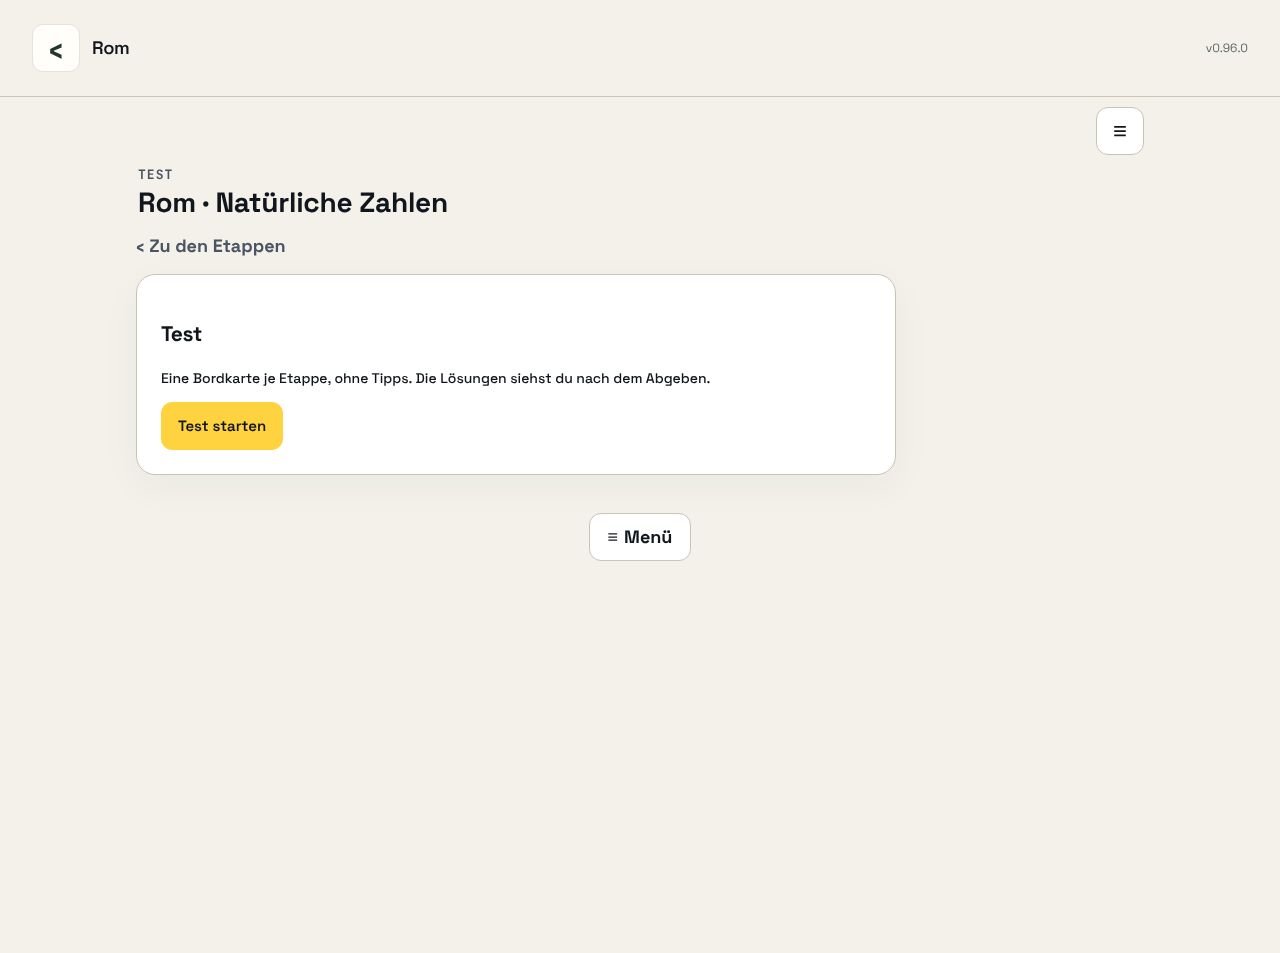 < Rom
v0.96.0
≡
TEST
Rom · Natürliche Zahlen
< Zu den Etappen
Test
Eine Bordkarte je Etappe, ohne Tipps. Die Lösungen siehst du nach dem Abgeben.
Test starten
≡ Menü